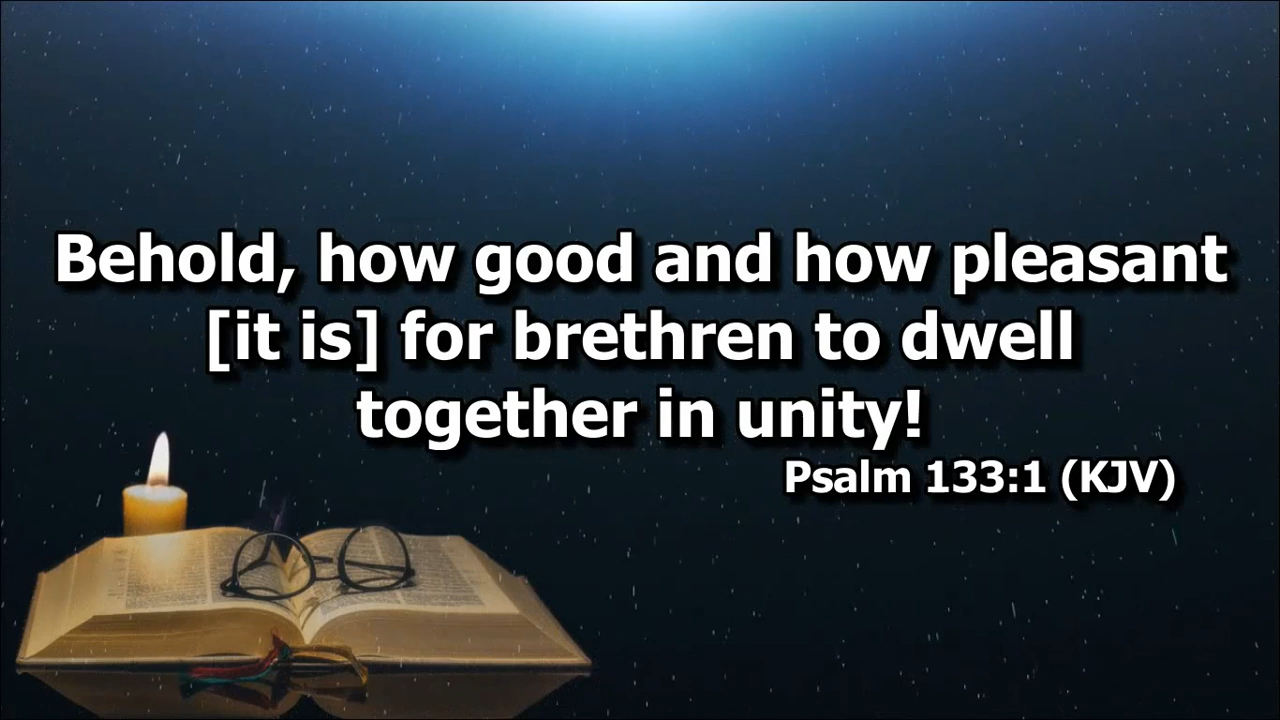 Behold, how good and how pleasant
[it is] for brethren to dwell
together in unity!
Psalm 133:1 (KJV)